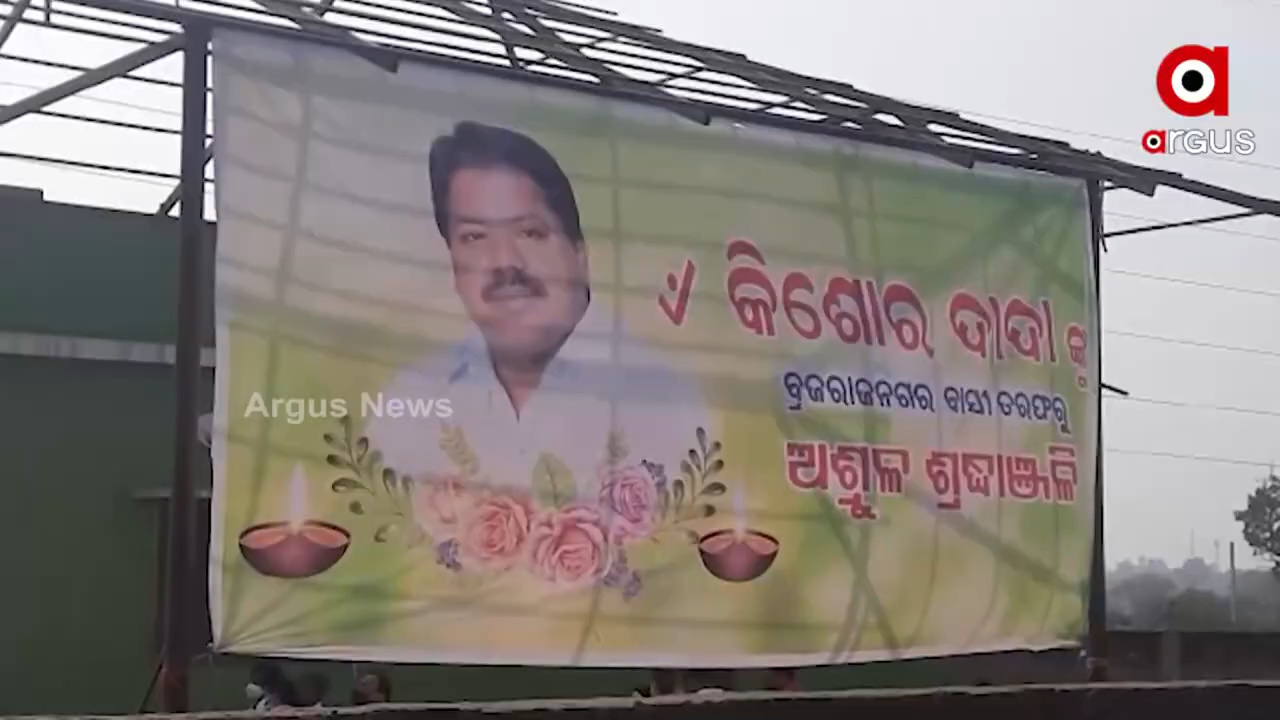 argus
ଏ କିଶୋର ଦାଦା ଙ୍କୁ
ବ୍ରଜରାଜନଗର ବାସୀ ତରଫରୁ
Argus News
ଅଶ୍ରୁଳ ଶ୍ରଦ୍ଧାଞ୍ଜଳି